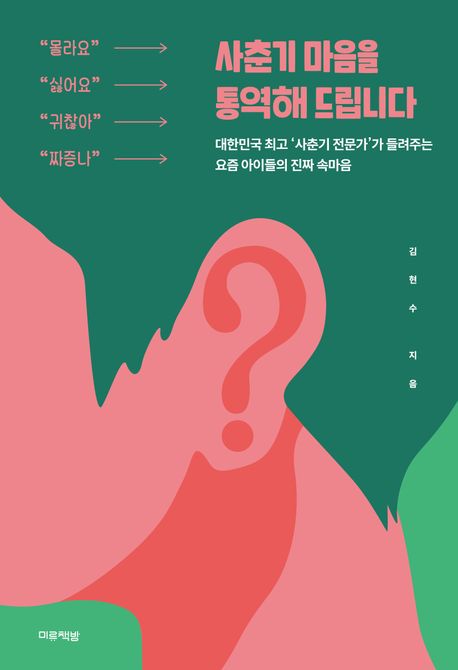 “몰라요”
“싫어요”
“귀찮아”
“짜증나”
사춘기 마음을
통역해 드립니다
대한민국 최고 ‘사춘기 전문가’가 들려주는
요즘 아이들의 진짜 속마음
김현수 지음
미류책방